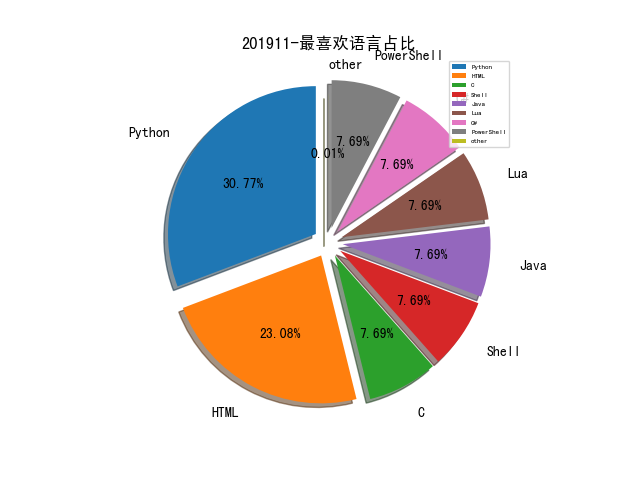 201911-最喜欢语言占比
other
PowerShell
Python
Lua
Java
Shell
C
HTML
30.77%
0.01%
7.69%
7.69%
7.69%
7.69%
7.69%
7.69%
23.08%
Python
HTML
C
Shell
Java
Lua
C#
PowerShell
other